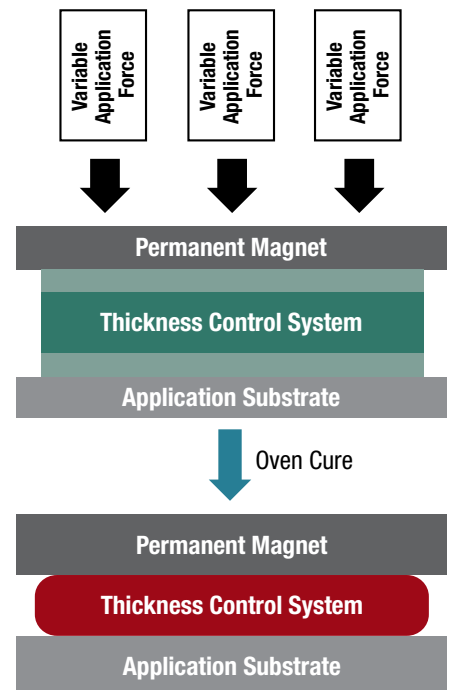 Variable
Application
Force
Variable
Application
Force
Variable
Application
Force
Permanent Magnet
Thickness Control System
Application Substrate
Oven Cure
Permanent Magnet
Thickness Control System
Application Substrate